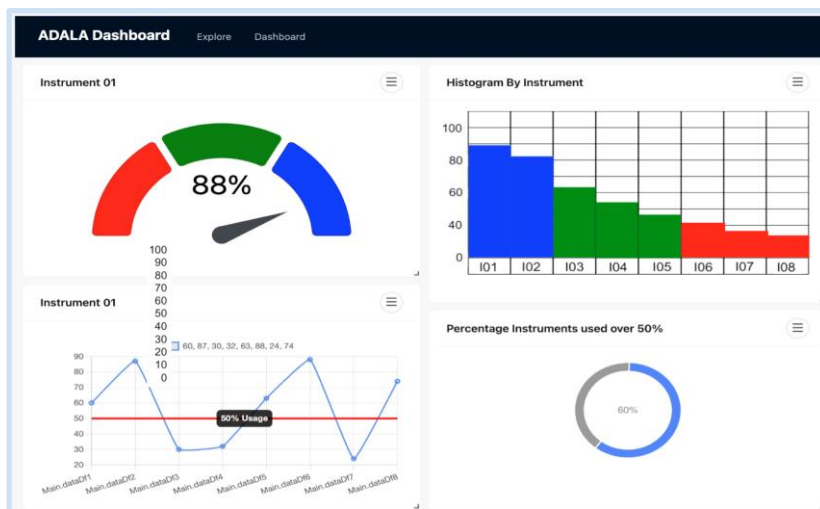 ADALA Dashboard Explore Dashboard
Instrument 01
88%
Histogram By Instrument
100
80
60
40
0
I01 I02 I03 I04 I05 I06 I07 I08
100
90
80
70
60
50
40
30
20
10
0
Instrument 01
60, 87, 30, 32, 63, 88, 24, 74
90
80
70
60
50
40
30
20
50% Usage
Main.dataDf1 Main.dataDf2 Main.dataDf3 Main.dataDf4 Main.dataDf5 Main.dataDf6 Main.dataDf7 Main.dataDf8
Percentage Instruments used over 50%
60%